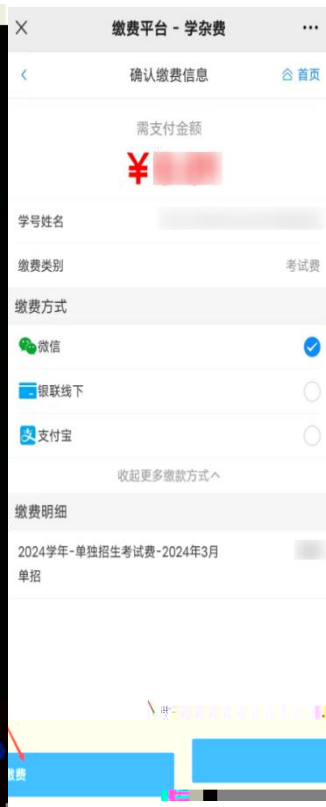 缴费平台 - 学杂费
确认缴费信息
首页
需支付金额
¥
学号姓名
缴费类别
考试费
缴费方式
微信
银联线下
支付宝
收起更多缴款方式
缴费明细
2024学年-单独招生考试费-2024年3月
单招
费